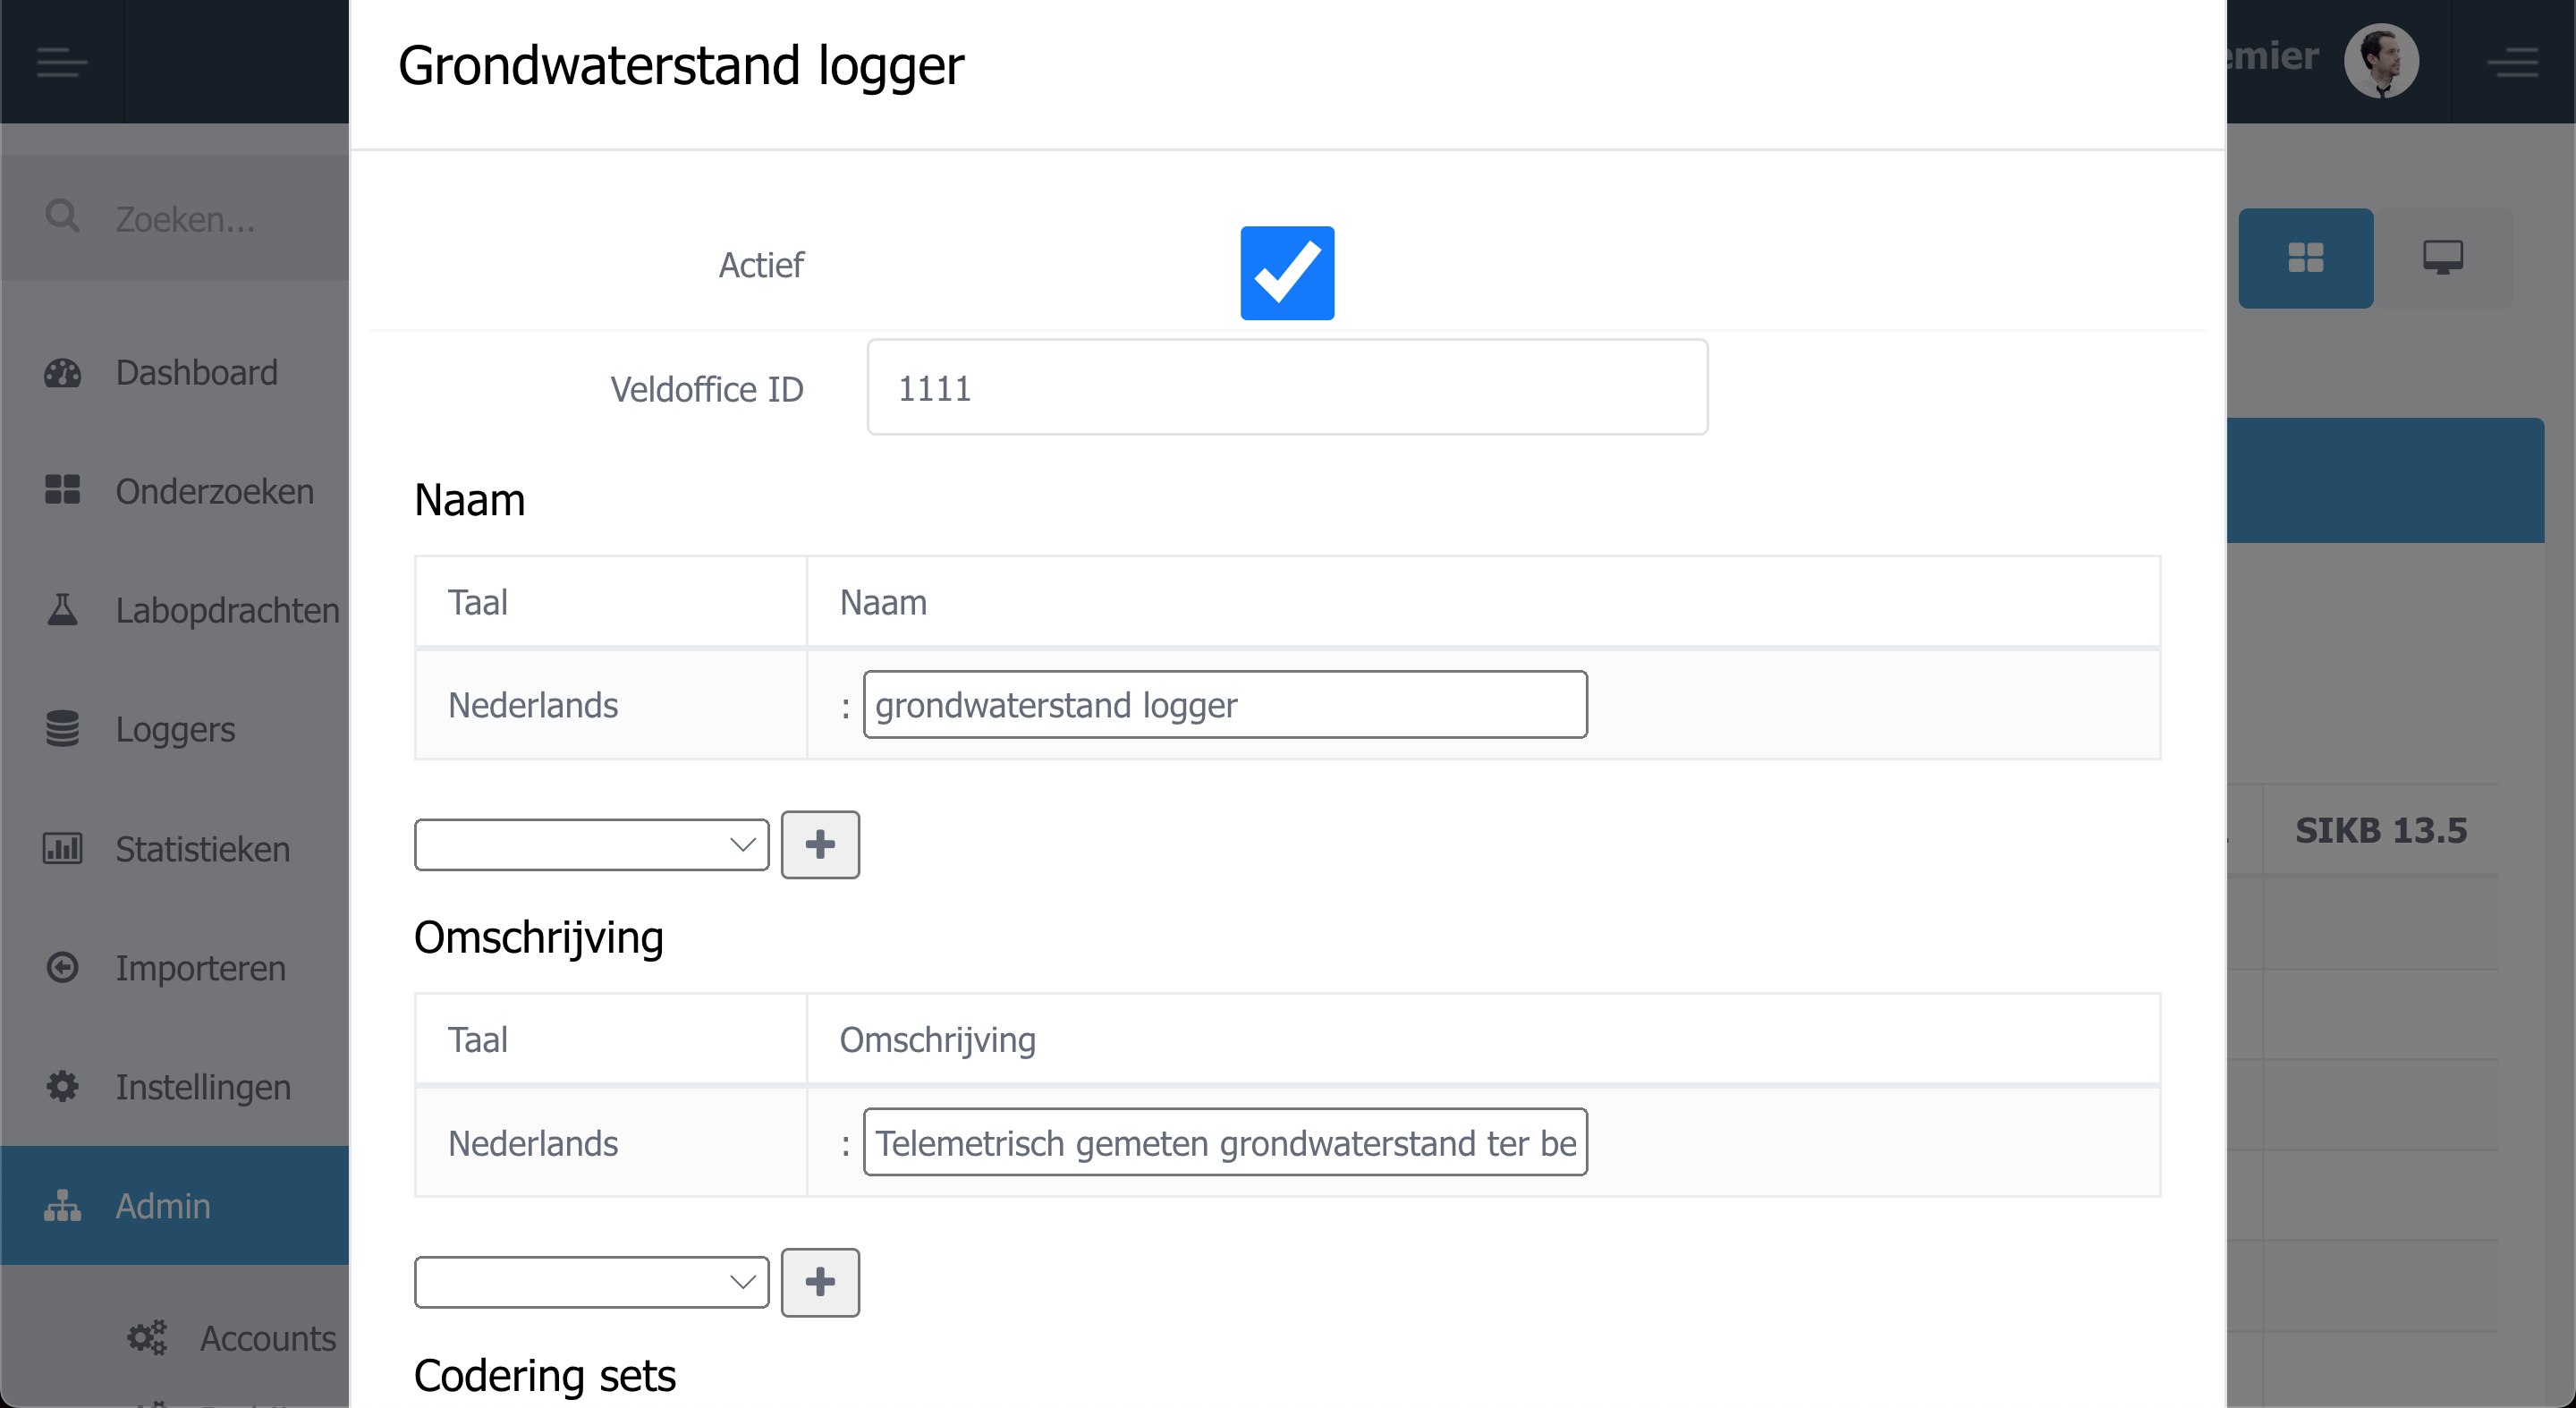 Grondwaterstand logger
emier
Zoeken...
Dashboard
Onderzoeken
Labopdrachten
Loggers
Statistieken
Importeren
Instellingen
Admin
Accounts
Actief
Veldoffice ID
1111
Naam
Taal
Naam
Nederlands
: grondwaterstand logger
Omschrijving
Taal
Omschrijving
Nederlands
: Telemetrisch gemeten grondwaterstand ter be
Codering sets
SIKB 13.5